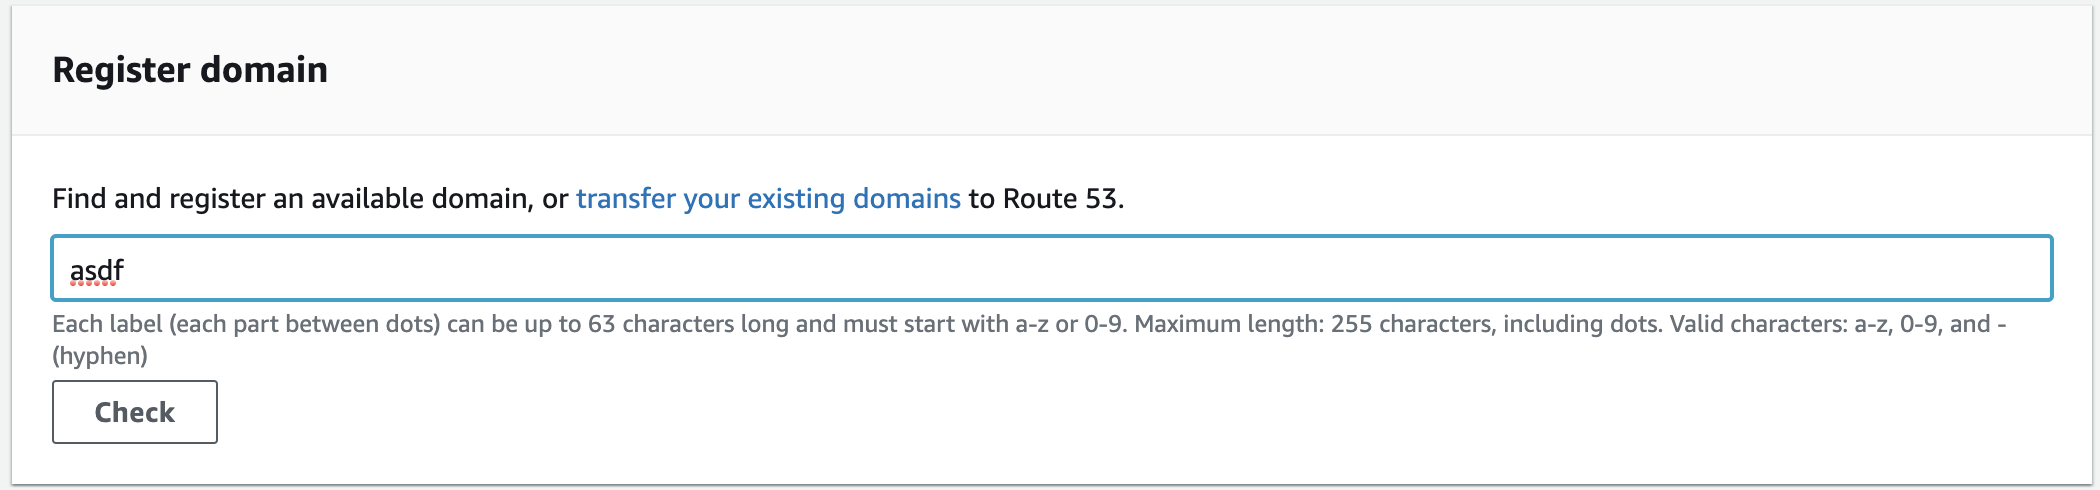 Register domain
Find and register an available domain, or transfer your existing domains to Route 53.
asdf
Each label (each part between dots) can be up to 63 characters long and must start with a-z or 0-9. Maximum length: 255 characters, including dots. Valid characters: a-z, 0-9, and -
(hyphen)
Check